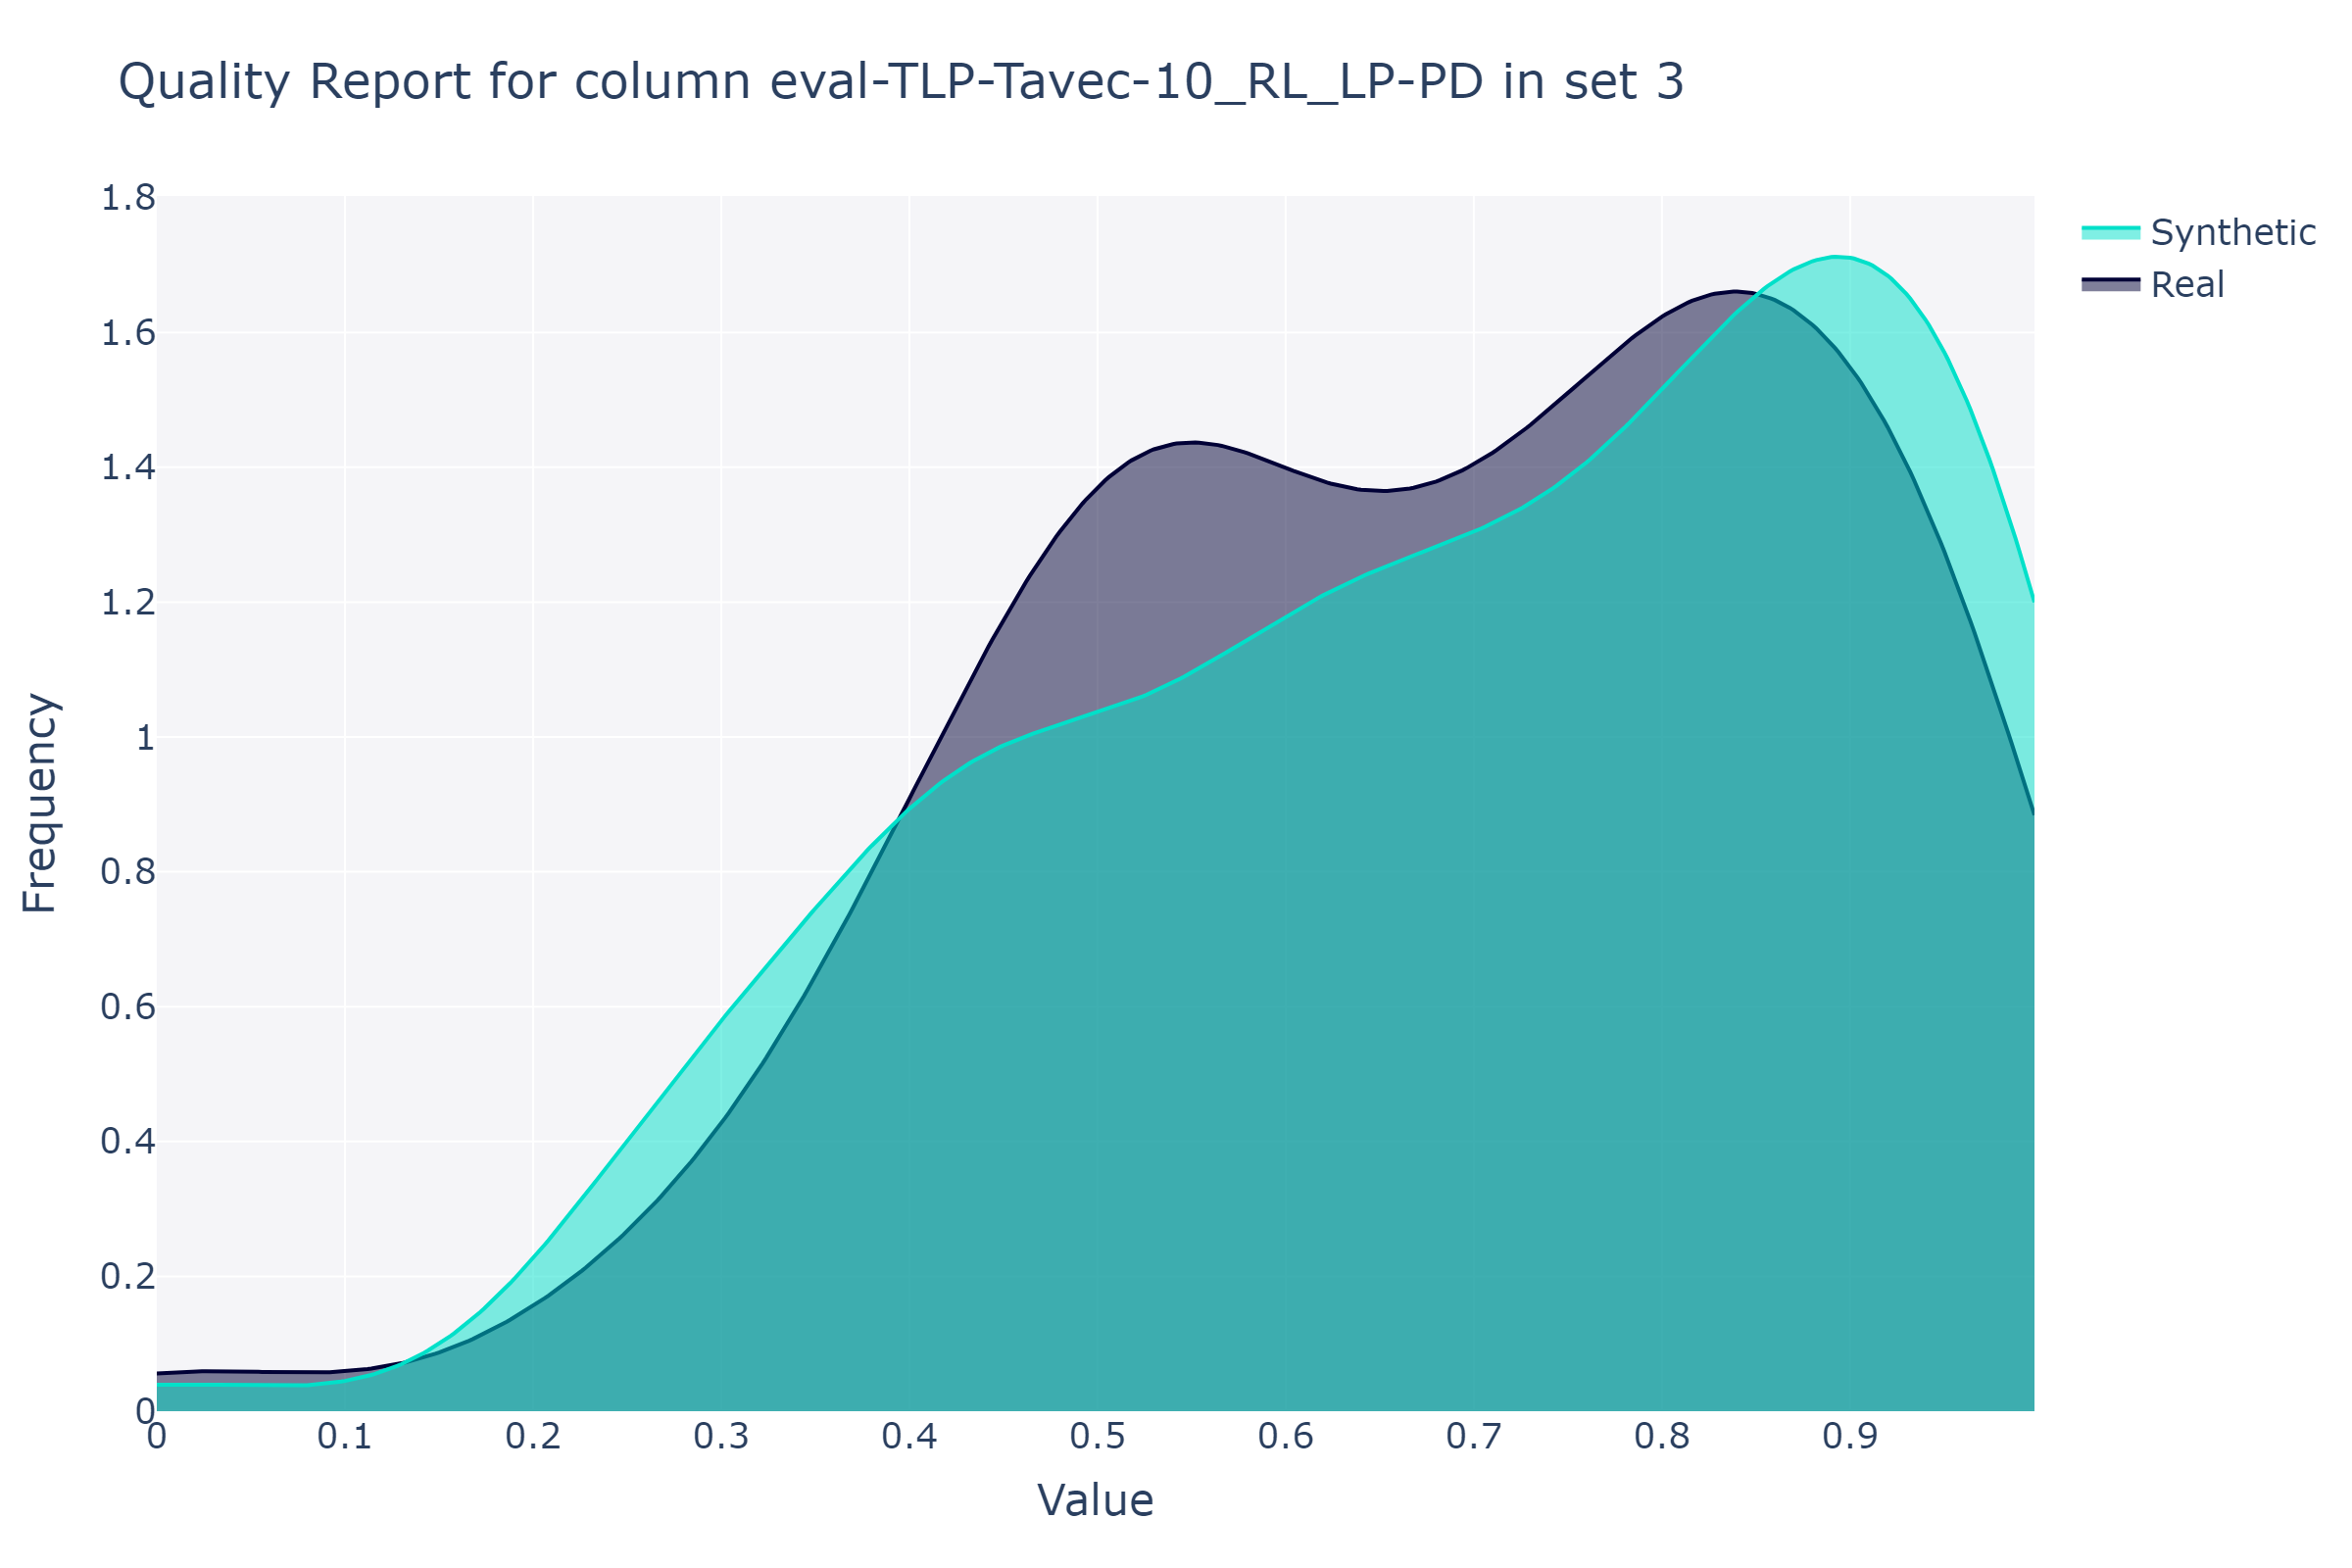 Quality Report for column eval-TLP-Tavec-10_RL_LP-PD in set 3
Synthetic
Real
1.8
1.6
1.4
1.2
1
0.8
0.6
0.4
0.2
0
Frequency
0 0.1 0.2 0.3 0.4 0.5 0.6 0.7 0.8 0.9
Value